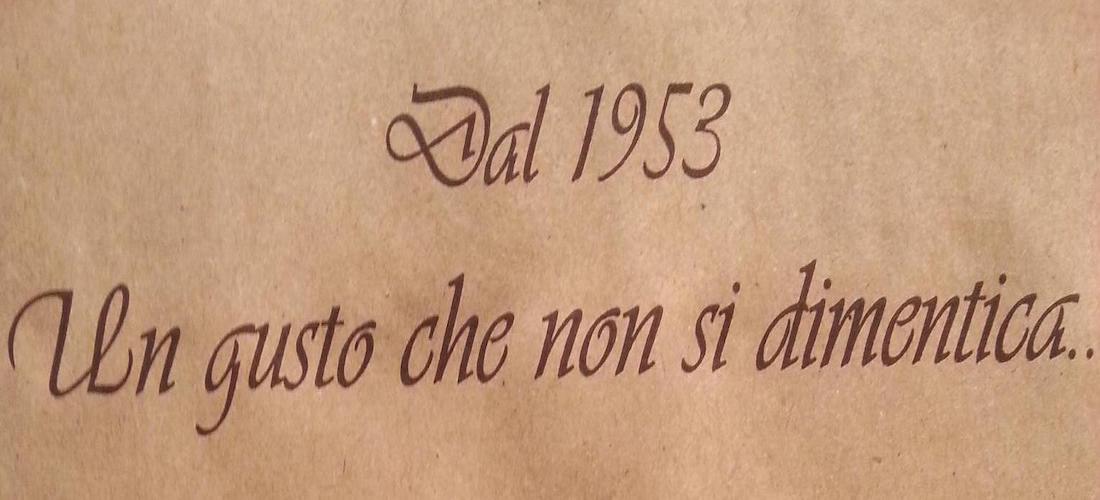 Dal 1953
Un gusto che non si dimentica..